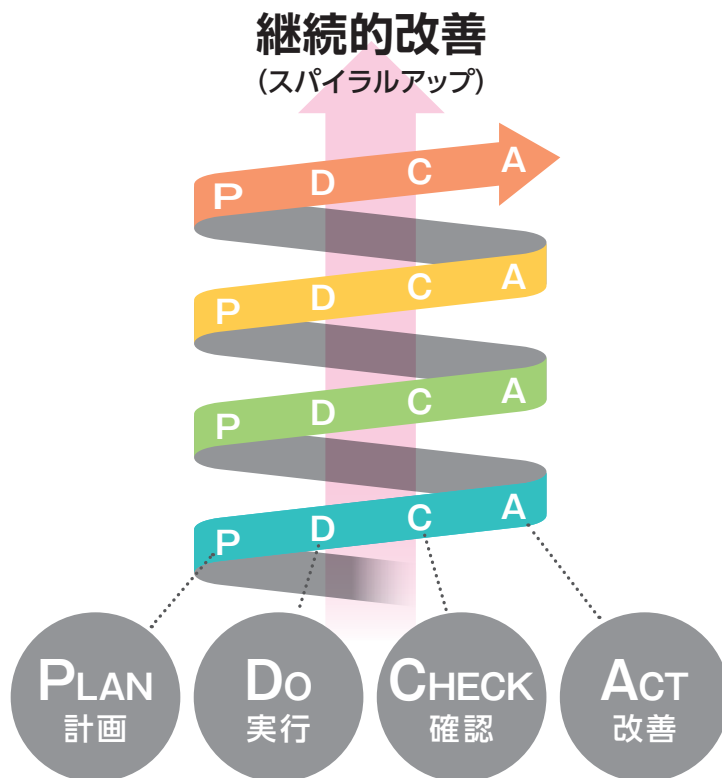 継続的改善
(スパイラルアップ)
P D C A
P D C A
P D C A
P D C A
PLAN
計画
DO
実行
CHECK
確認
ACT
改善